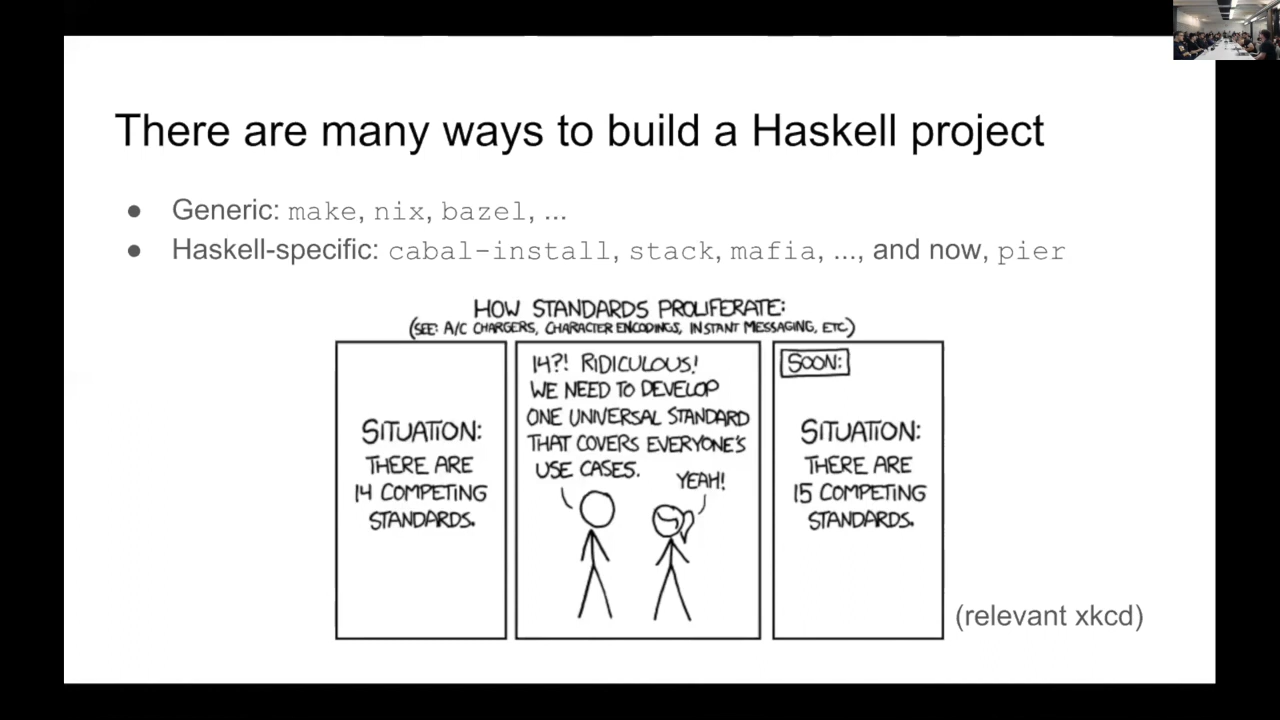 There are many ways to build a Haskell project
● Generic: make, nix, bazel, ...
● Haskell-specific: cabal-install, stack, mafia, ..., and now, pier
HOW STANDARDS PROLIFERATE:
(SEE: A/C CHARGERS, CHARACTER ENCODINGS, INSTANT MESSAGING, ETC.)
SITUATION:
THERE ARE
14 COMPETING
STANDARDS.
14?! RIDICULOUS!
WE NEED TO DEVELOP
ONE UNIVERSAL STANDARD
THAT COVERS EVERYONE'S
USE CASES.
YEAH!
SOON:
SITUATION:
THERE ARE
15 COMPETING
STANDARDS.
(relevant xkcd)